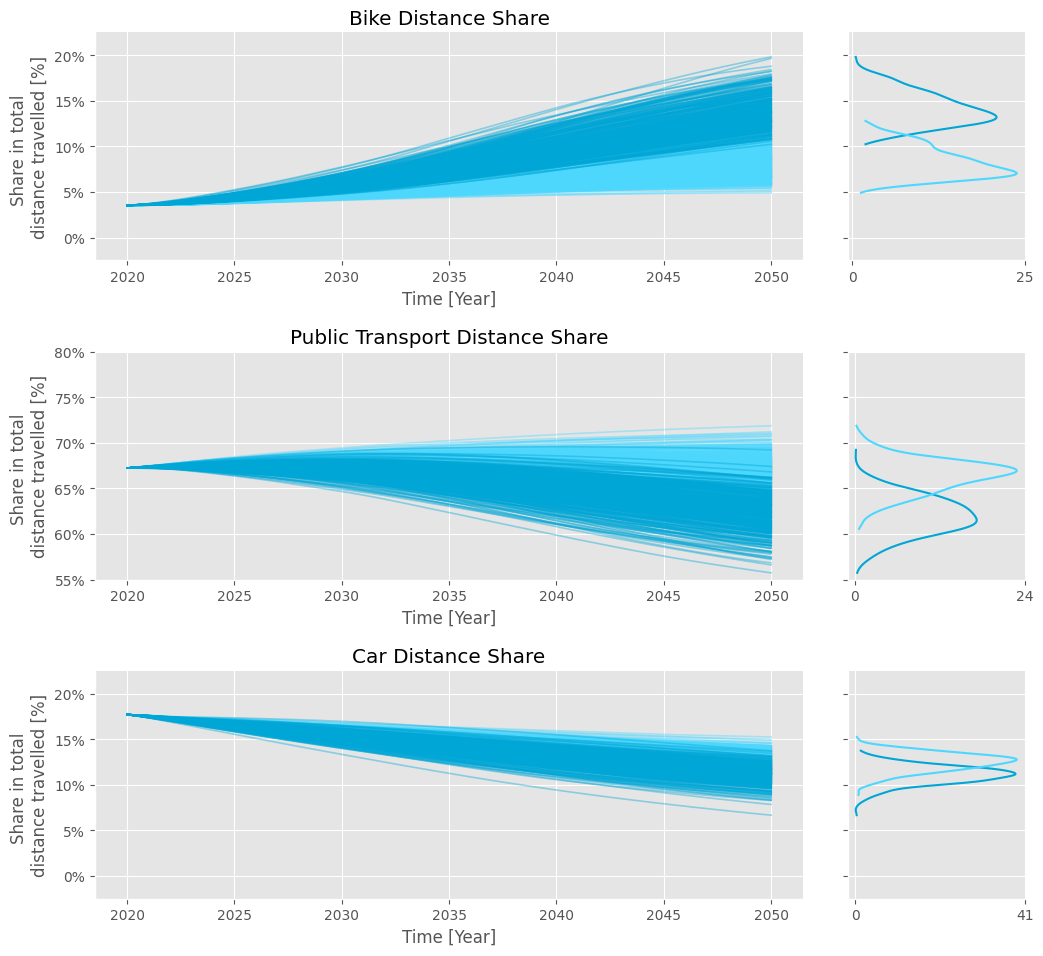 Bike Distance Share
Share in total
distance travelled [%]
20%
15%
10%
5%
0%
2020 2025 2030 2035 2040 2045 2050
Time [Year]
0 25
Public Transport Distance Share
Share in total
distance travelled [%]
80%
75%
70%
65%
60%
55%
2020 2025 2030 2035 2040 2045 2050
Time [Year]
0 24
Car Distance Share
Share in total
distance travelled [%]
20%
15%
10%
5%
0%
2020 2025 2030 2035 2040 2045 2050
Time [Year]
0 41